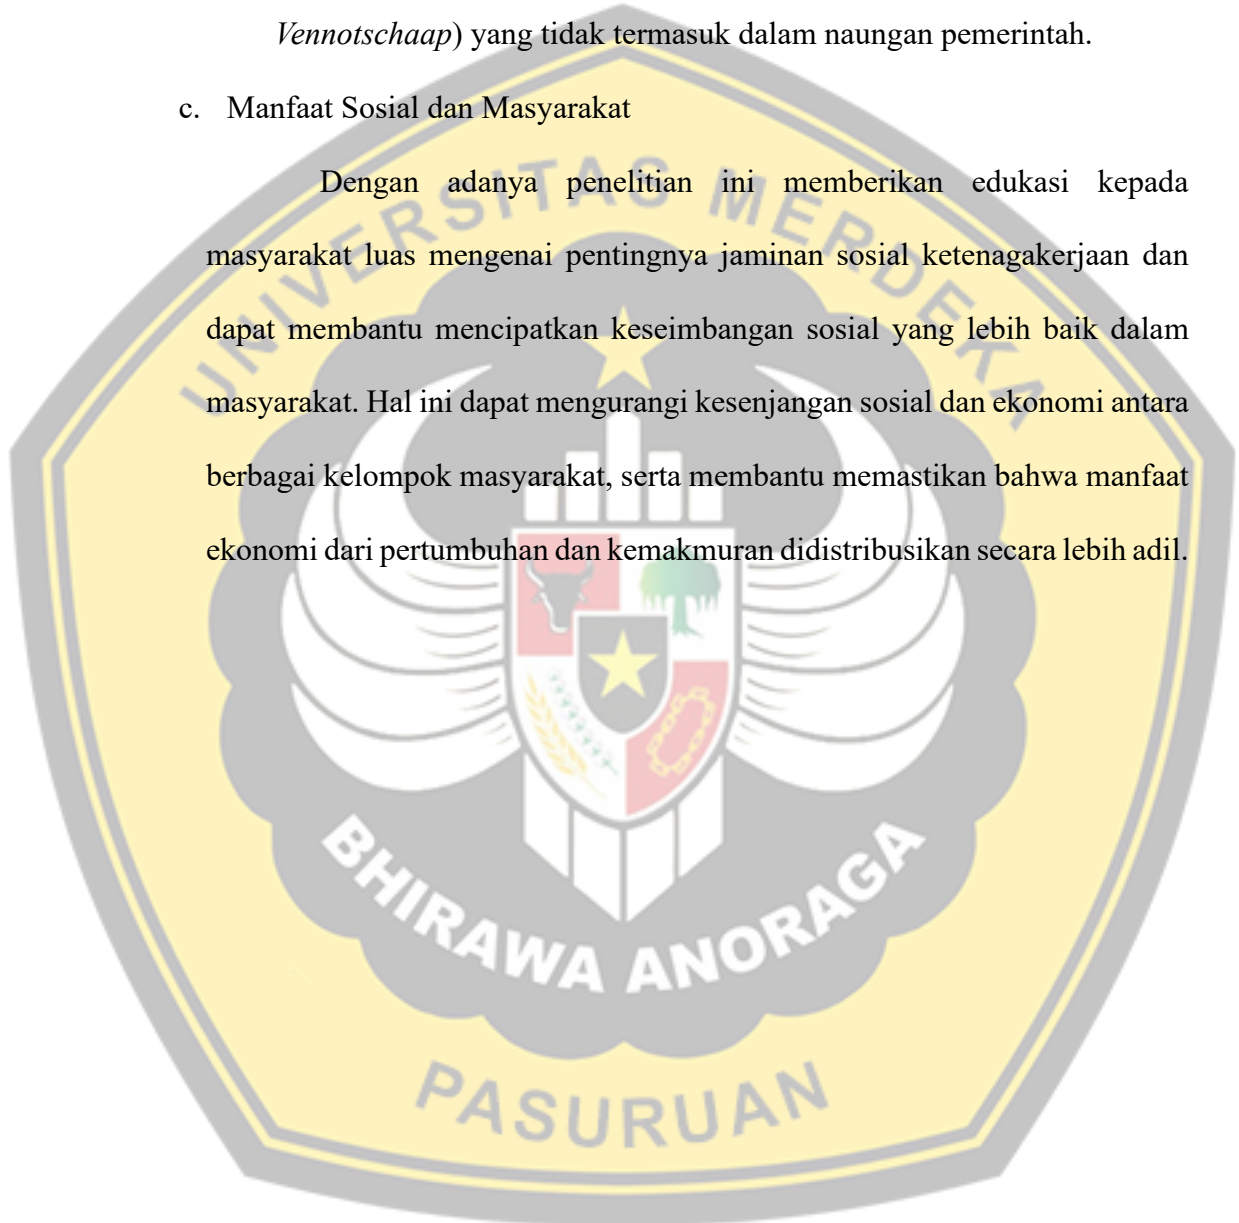 Vennotschaap) yang tidak termasuk dalam naungan pemerintah.
c. Manfaat Sosial dan Masyarakat
Dengan adanya penelitian ini memberikan edukasi kepada
masyarakat luas mengenai pentingnya jaminan sosial ketenagakerjaan dan
dapat membantu mencipatkan keseimbangan sosial yang lebih baik dalam
masyarakat. Hal ini dapat mengurangi kesenjangan sosial dan ekonomi antara
berbagai kelompok masyarakat, serta membantu memastikan bahwa manfaat
ekonomi dari pertumbuhan dan kemakmuran didistribusikan secara lebih adil.
UNIVERSITAS MERDEKA
BHIRAWA ANORAGA
PASURUAN